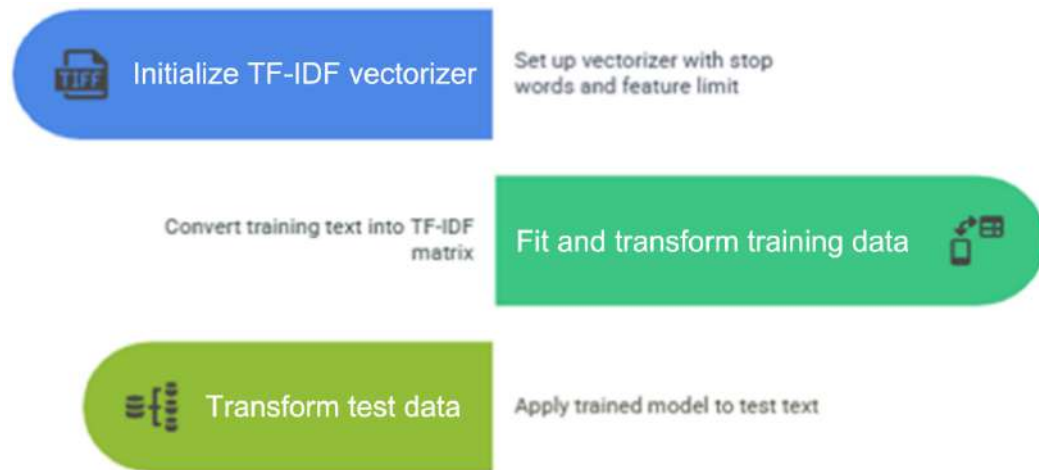 TIFF
Initialize TF-IDF vectorizer
Set up vectorizer with stop
words and feature limit
Convert training text into TF-IDF
matrix
Fit and transform training data
Transform test data
Apply trained model to test text